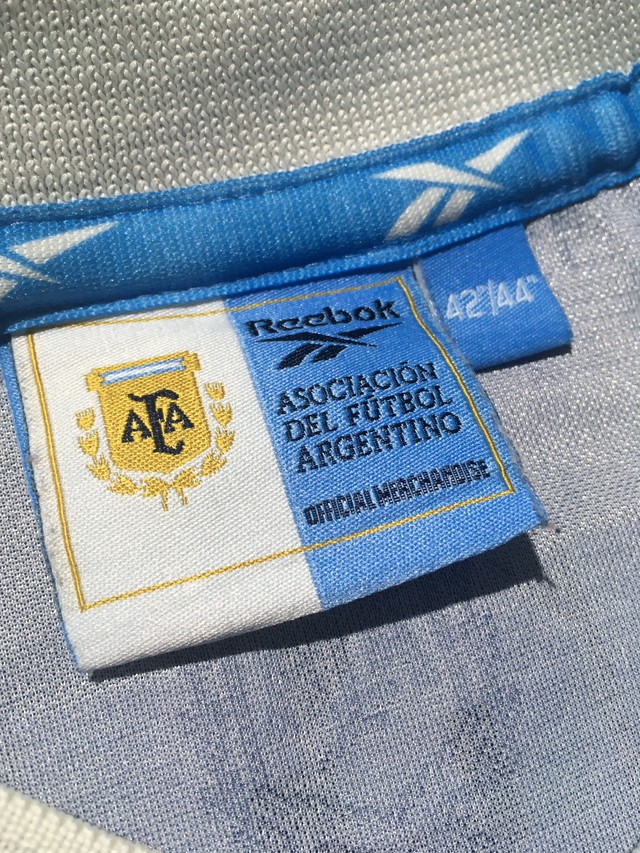 Reebok
42"/44"
ASOCIACIÓN
DEL FÚTBOL
ARGENTINO
OFFICIAL MERCHANDISE
AFA